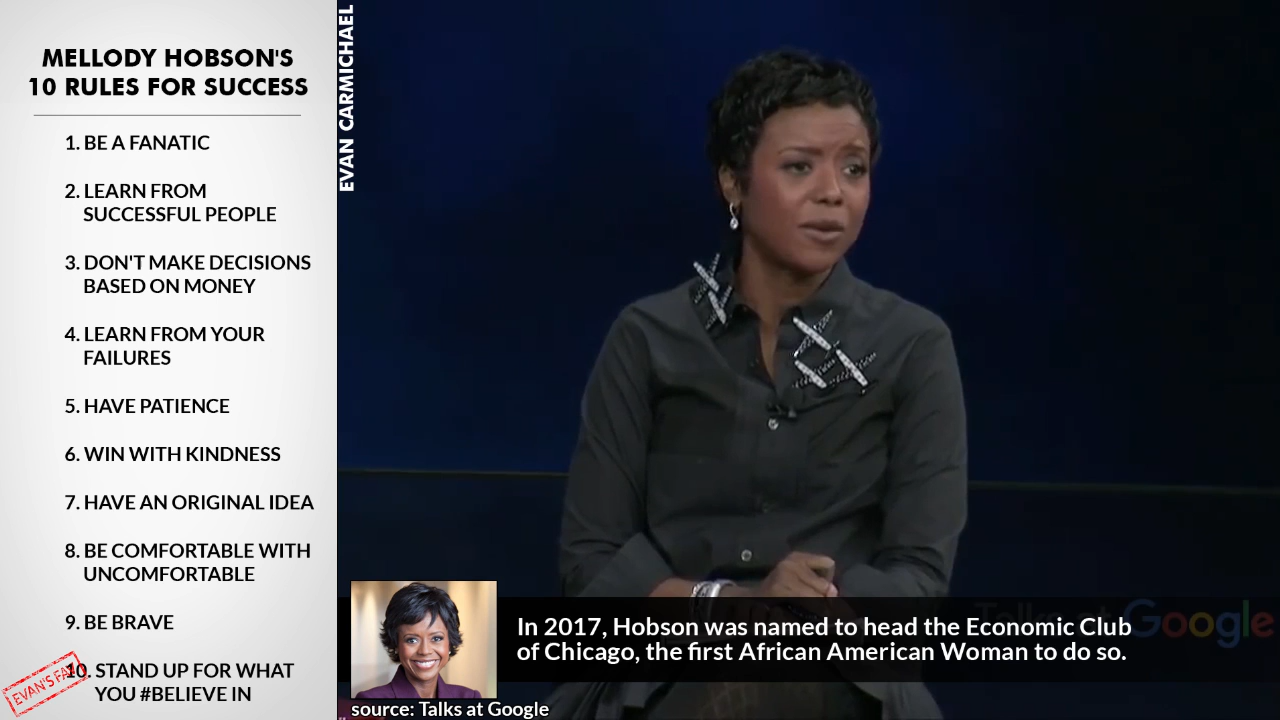 MELLODY HOBSON'S
10 RULES FOR SUCCESS
1. BE A FANATIC
2. LEARN FROM
SUCCESSFUL PEOPLE
3. DON'T MAKE DECISIONS
BASED ON MONEY
4. LEARN FROM YOUR
FAILURES
5. HAVE PATIENCE
6. WIN WITH KINDNESS
7. HAVE AN ORIGINAL IDEA
8. BE COMFORTABLE WITH
UNCOMFORTABLE
9. BE BRAVE
10. STAND UP FOR WHAT
YOU #BELIEVE IN
EVAN'S
EVAN CARMICHAEL
Talks at Google
In 2017, Hobson was named to head the Economic Club
of Chicago, the first African American Woman to do so.
source: Talks at Google